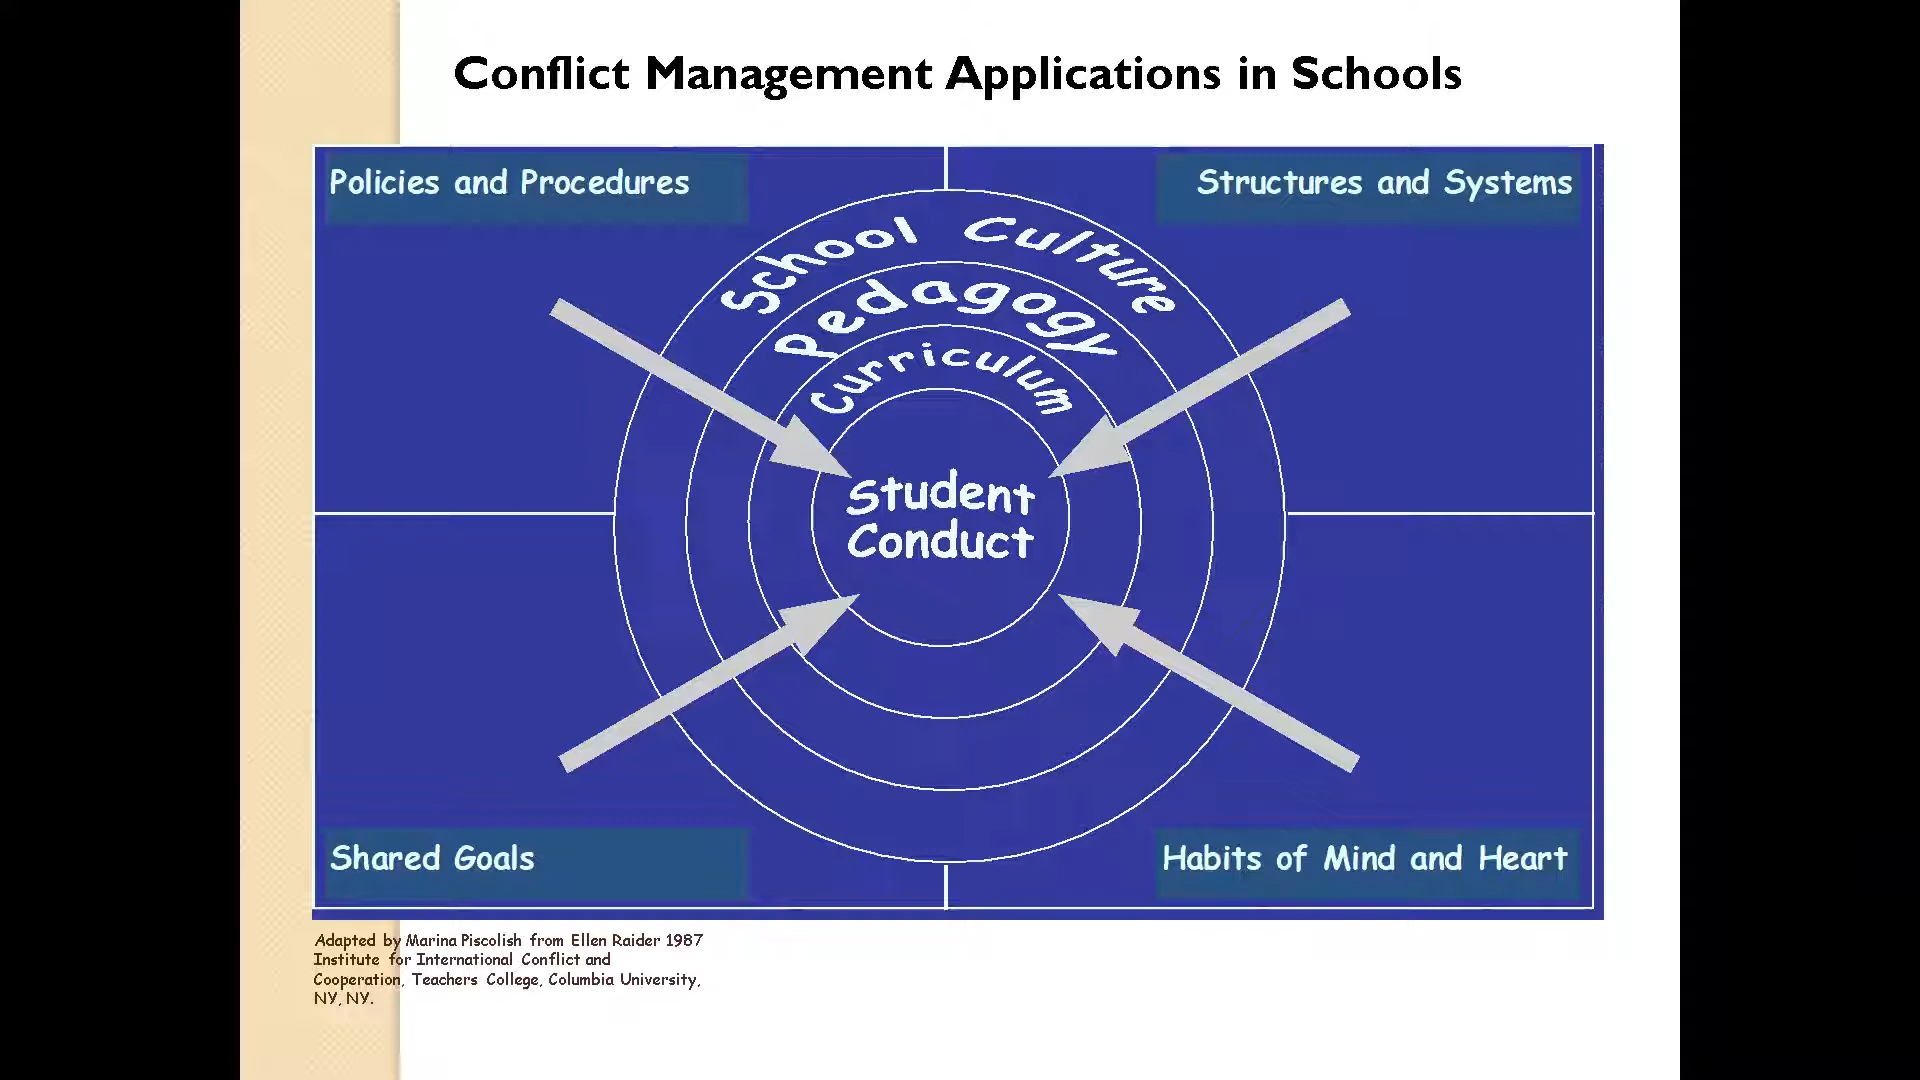 Conflict Management Applications in Schools
Policies and Procedures
Structures and Systems
School Culture
Pedagogy
Curriculum
Student
Conduct
Shared Goals
Habits of Mind and Heart
Adapted by Marina Piscolish from Ellen Raider 1987
Institute for International Conflict and
Cooperation, Teachers College, Columbia University,
NY, NY.